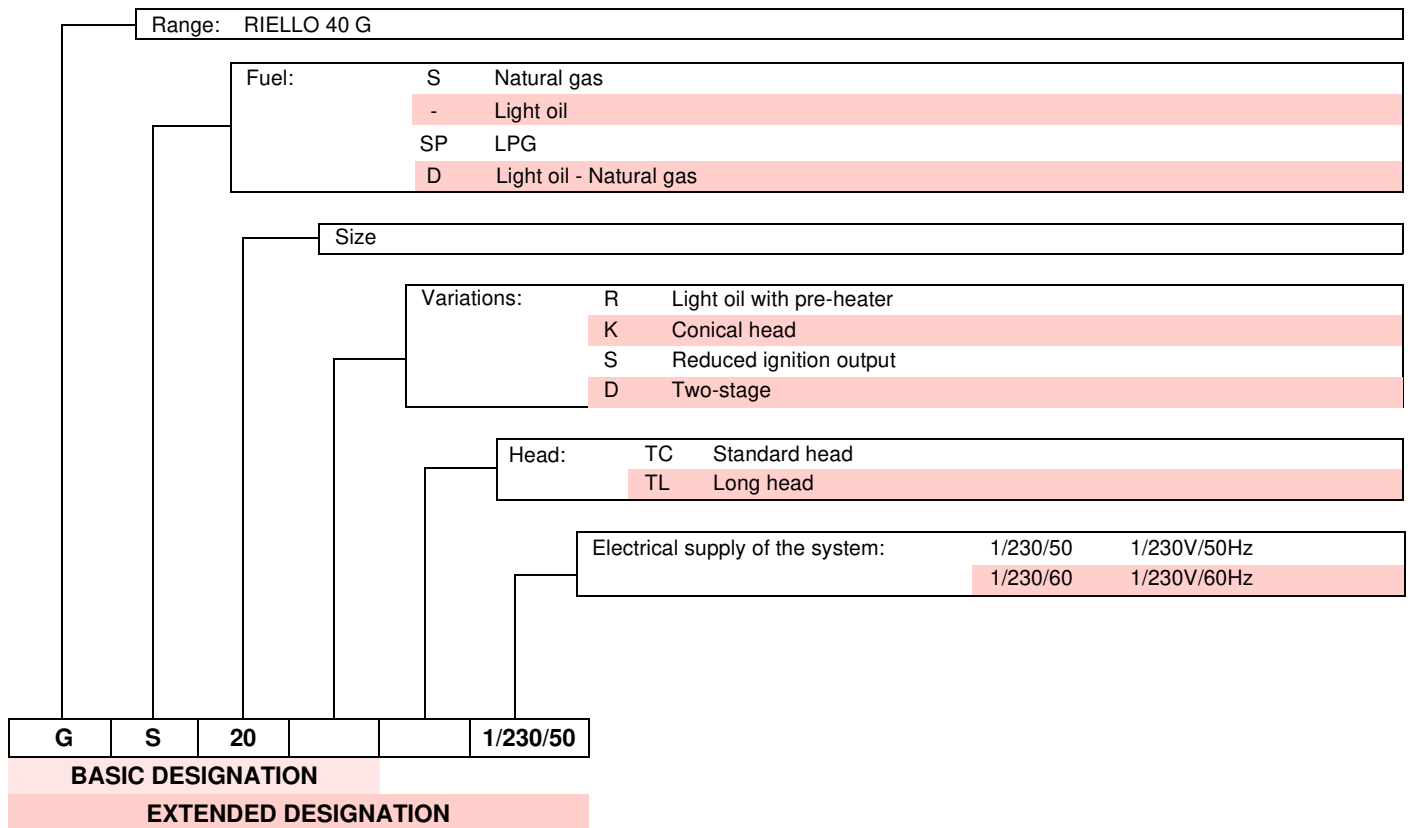 Range: RIELLO 40 G
Fuel: S Natural gas
- Light oil
SP LPG
D Light oil - Natural gas
Size
Variations: R Light oil with pre-heater
K Conical head
S Reduced ignition output
D Two-stage
Head: TC Standard head
TL Long head
Electrical supply of the system: 1/230/50 1/230V/50Hz
1/230/60 1/230V/60Hz
G S 20 1/230/50
BASIC DESIGNATION
EXTENDED DESIGNATION